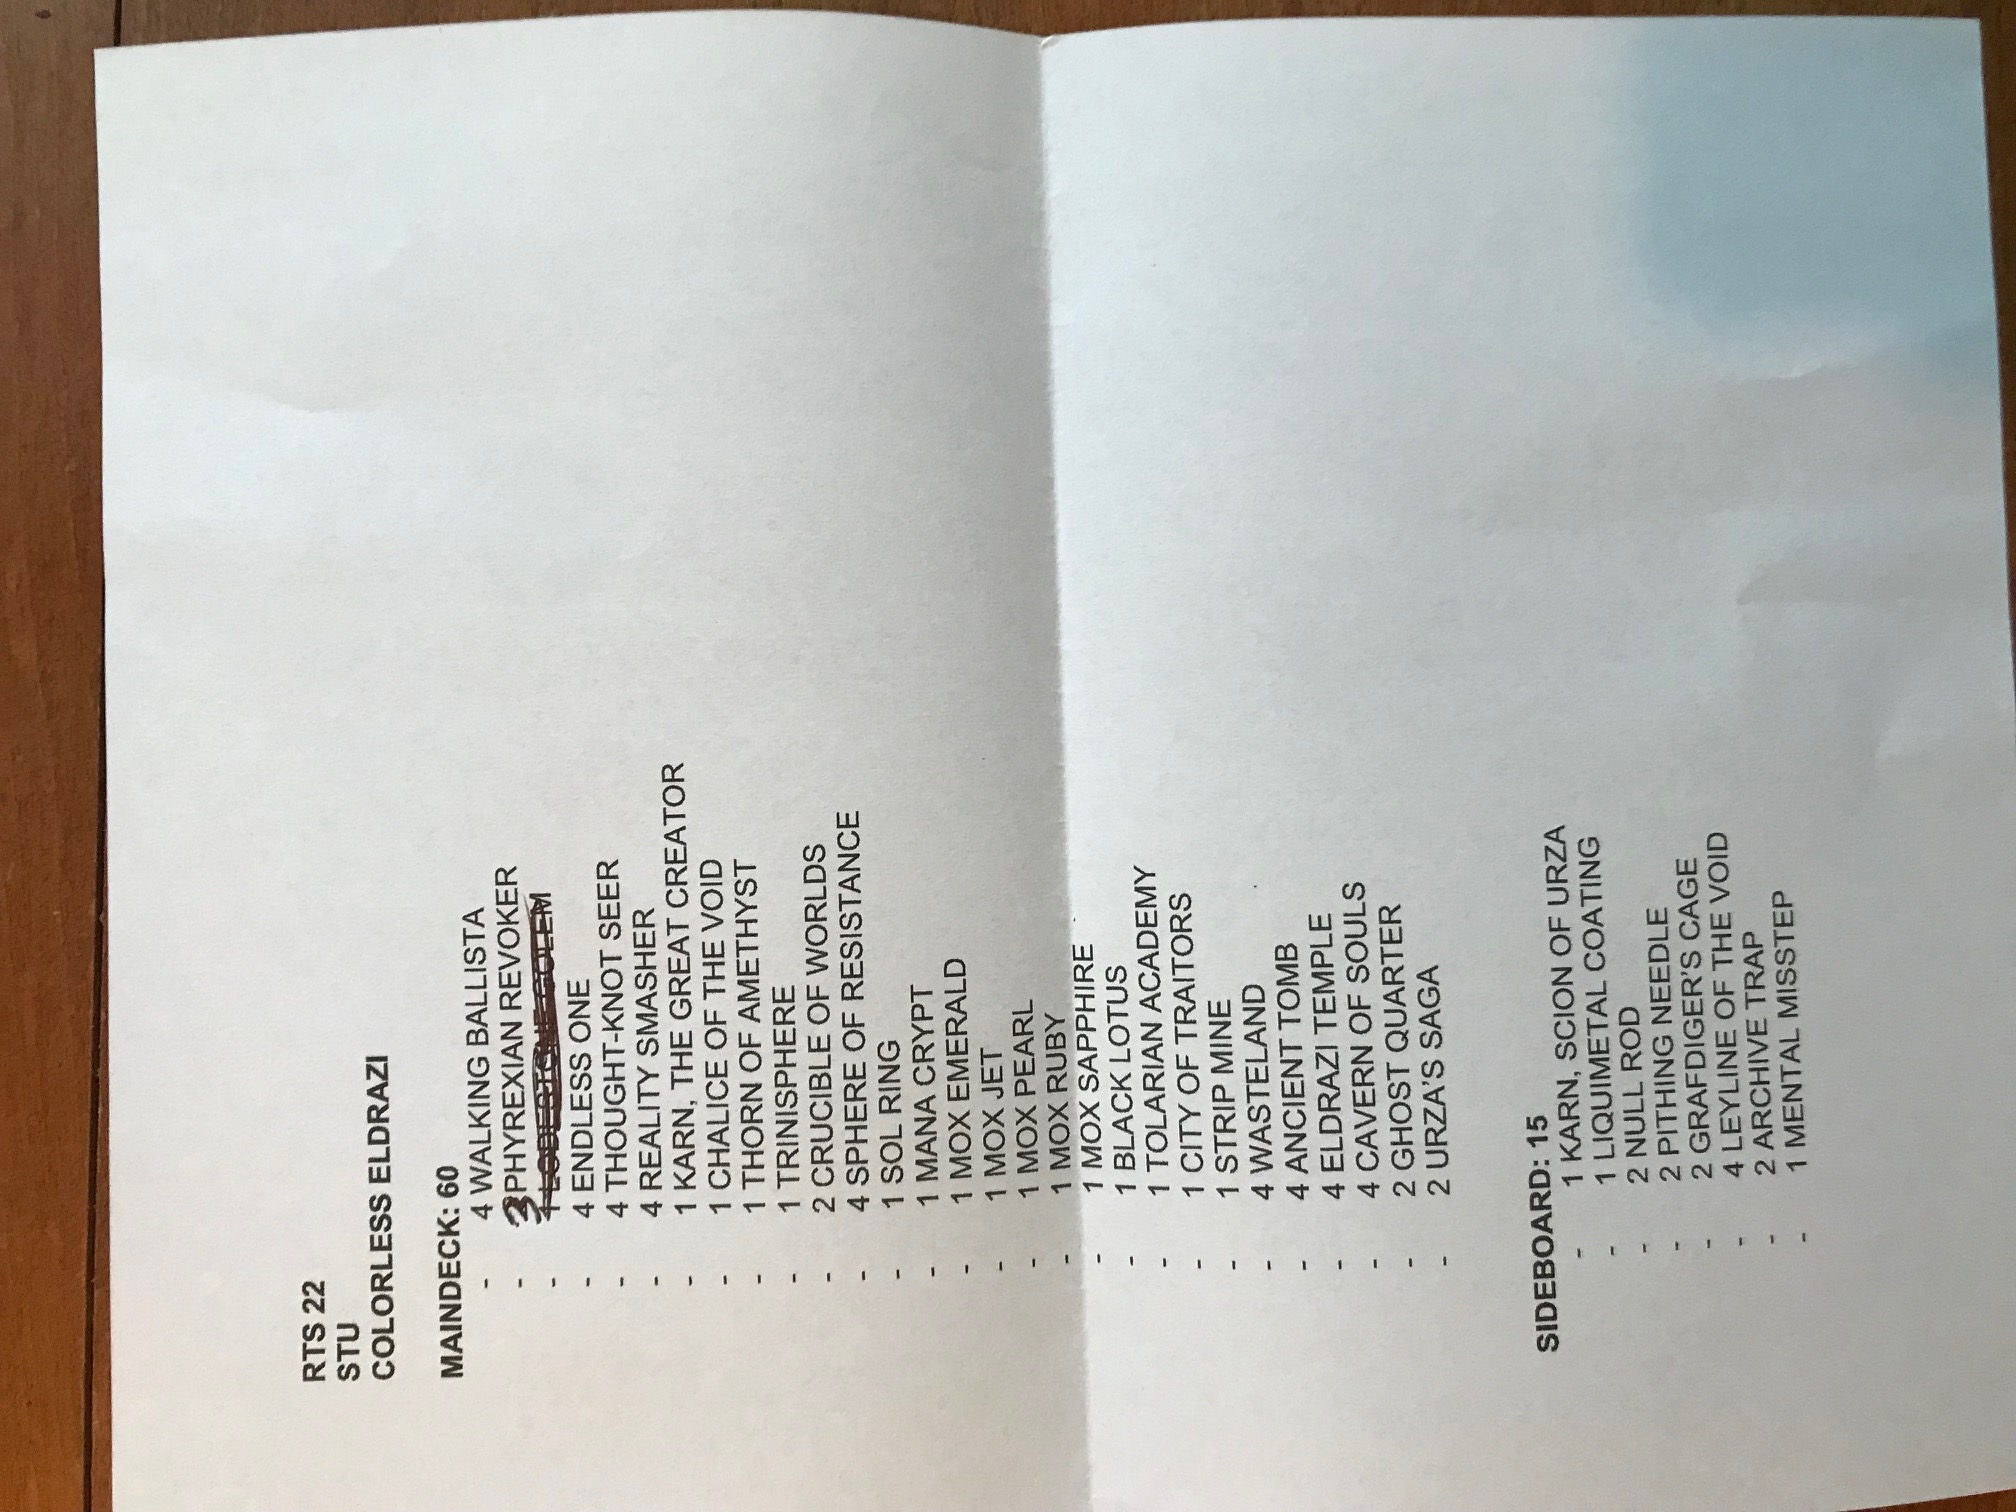 RTS 22
STU
COLORLESS ELDRAZI
MAINDECK: 60
- 4 WALKING BALLISTA
- 3 PHYREXIAN REVOKER
- 1 LODESTONE GOLEM
- 4 ENDLESS ONE
- 4 THOUGHT-KNOT SEER
- 4 REALITY SMASHER
- 1 KARN, THE GREAT CREATOR
- 1 CHALICE OF THE VOID
- 1 THORN OF AMETHYST
- 1 TRINISPHERE
- 2 CRUCIBLE OF WORLDS
- 4 SPHERE OF RESISTANCE
- 1 SOL RING
- 1 MANA CRYPT
- 1 MOX EMERALD
- 1 MOX JET
- 1 MOX PEARL
- 1 MOX RUBY
- 1 MOX SAPPHIRE
- 1 BLACK LOTUS
- 1 TOLARIAN ACADEMY
- 1 CITY OF TRAITORS
- 1 STRIP MINE
- 4 WASTELAND
- 4 ANCIENT TOMB
- 4 ELDRAZI TEMPLE
- 4 CAVERN OF SOULS
- 2 GHOST QUARTER
- 2 URZA'S SAGA
SIDEBOARD: 15
- 1 KARN, SCION OF URZA
- 1 LIQUIMETAL COATING
- 2 NULL ROD
- 2 PITHING NEEDLE
- 2 GRAFDIGER'S CAGE
- 4 LEYLINE OF THE VOID
- 2 ARCHIVE TRAP
- 1 MENTAL MISSTEP